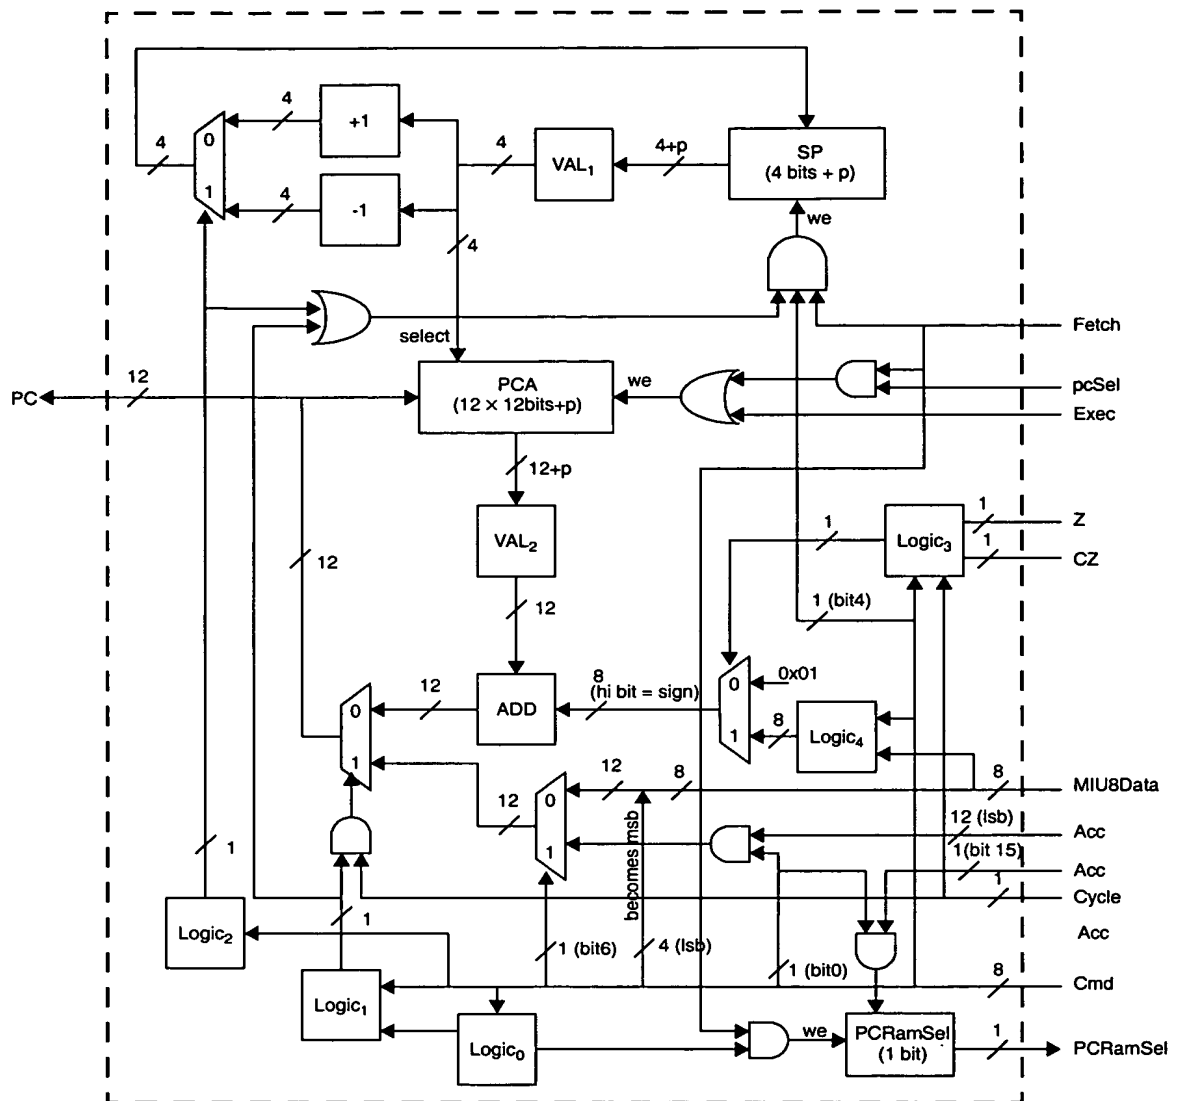 4
+1
4
0
1
4
-1
4
VAL1
4+p
SP
(4 bits + p)
we
4
select
Fetch
PC
12
PCA
(12 × 12bits+p)
we
pcSel
Exec
12+p
VAL2
12
12
1
Logic3
1
Z
1
CZ
1 (bit4)
0
0x01
1
8
Logic4
8
(hi bit = sign)
ADD
12
0
1
12
0
1
12
8
becomes msb
8
MIU8Data
12 (lsb)
Acc
1(bit 15)
Acc
1
Cycle
Acc
1
Logic2
1
1 (bit6)
4 (lsb)
1 (bit0)
8
Cmd
Logic1
Logic0
we
PCRamSel
(1 bit)
1
PCRamSel